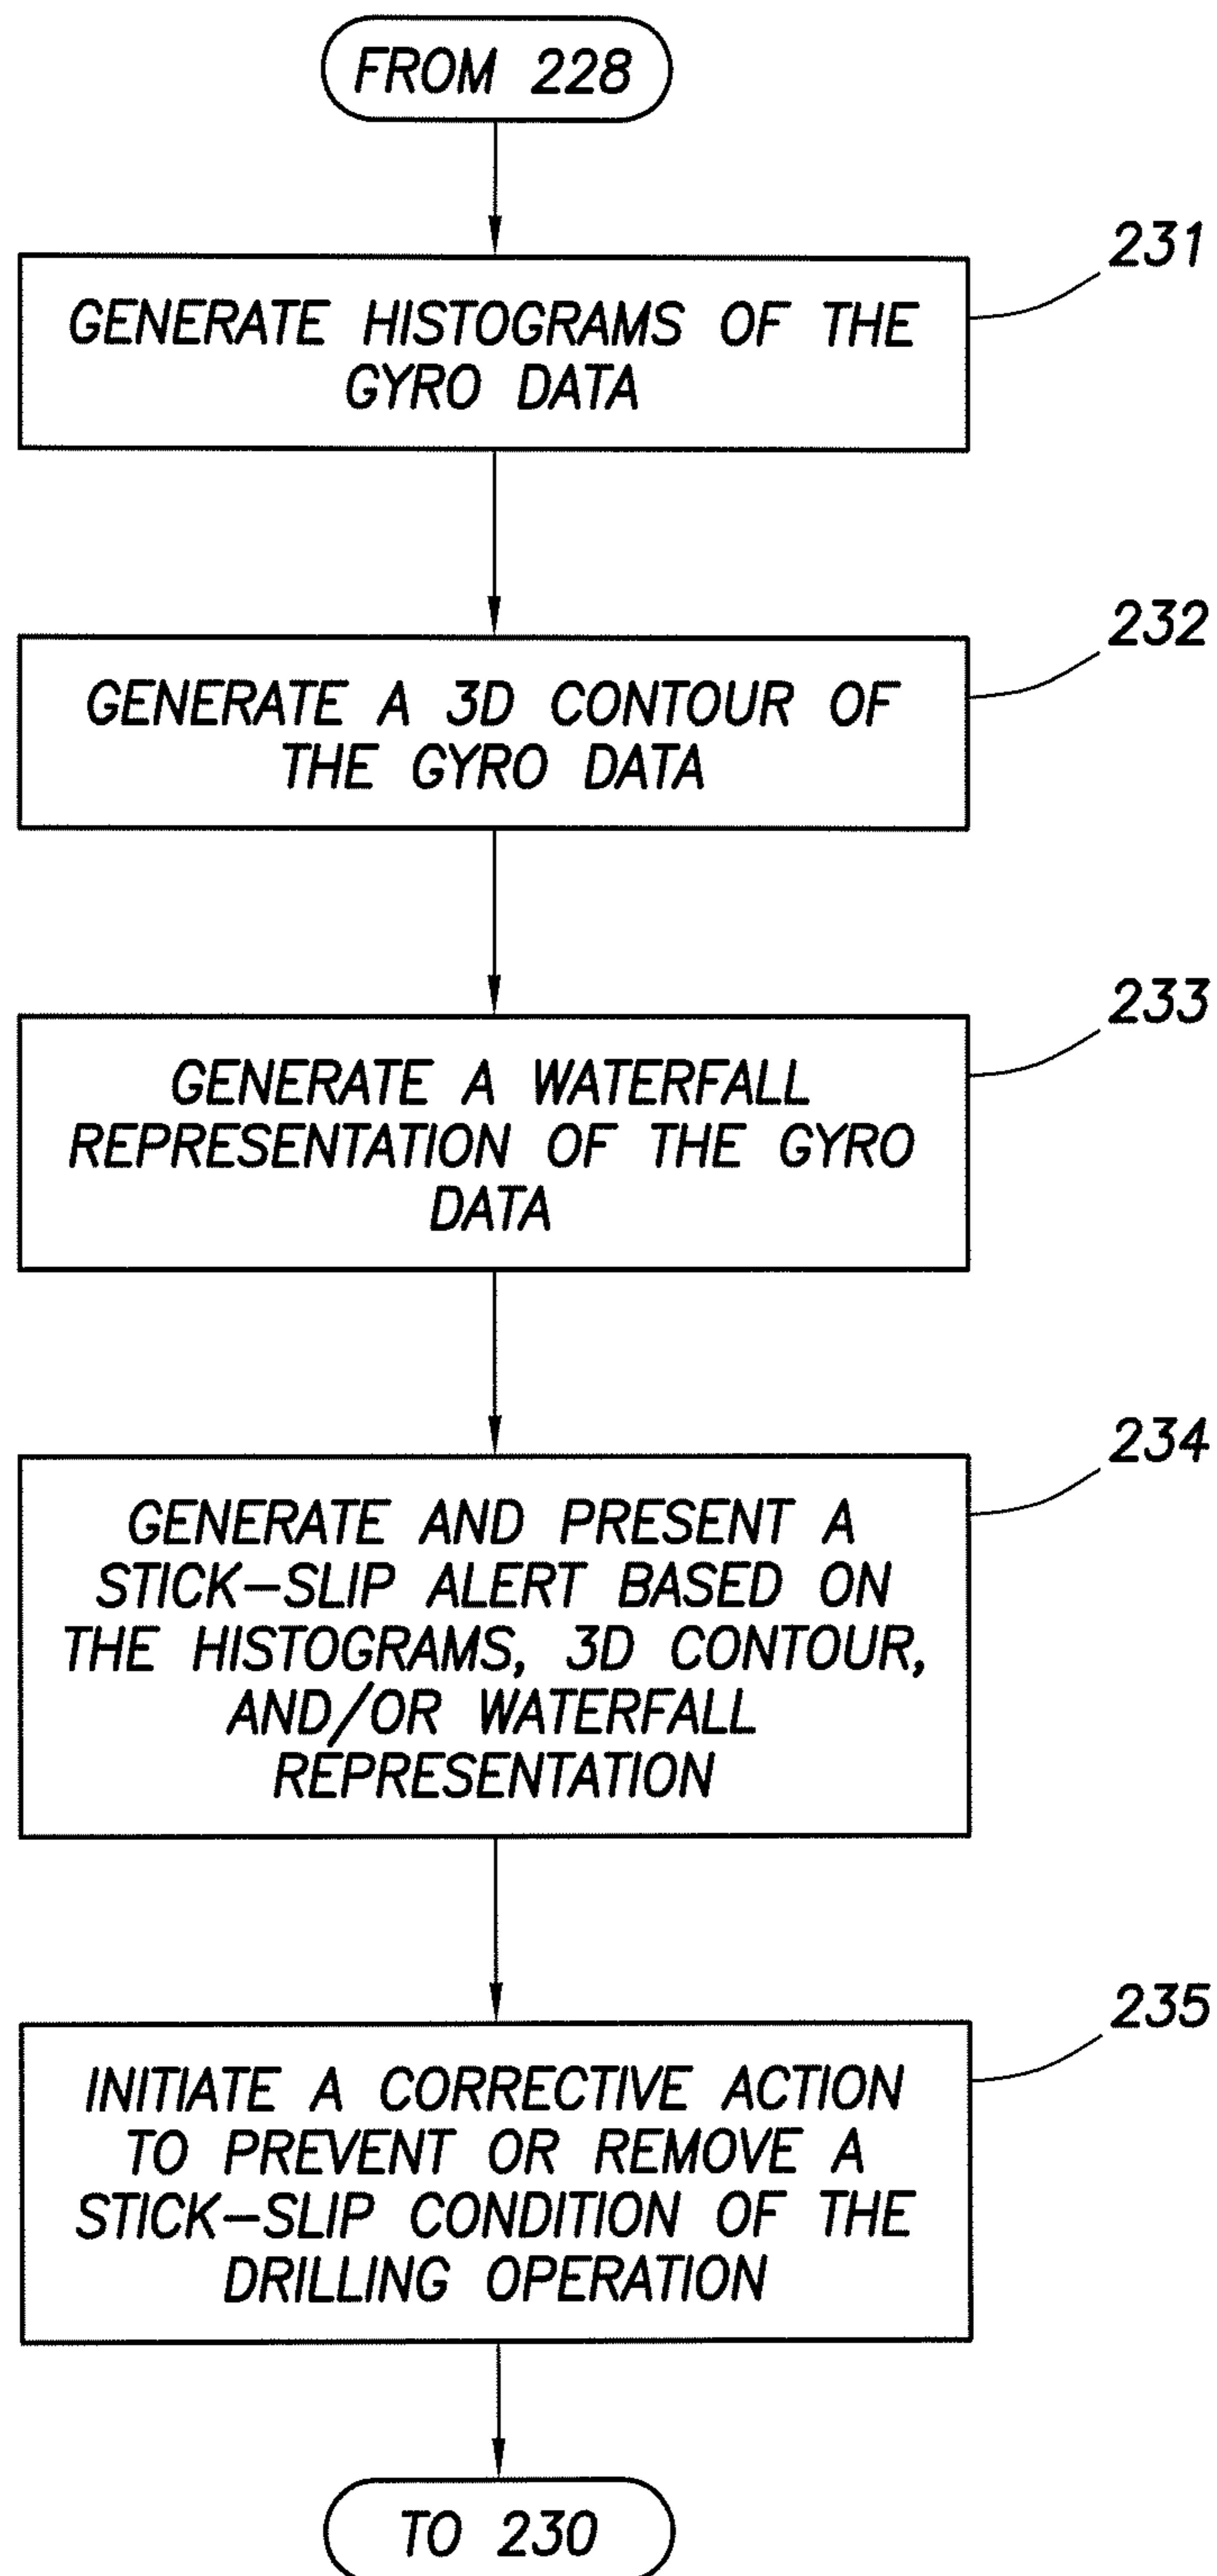 FROM 228
231
GENERATE HISTOGRAMS OF THE
GYRO DATA
232
GENERATE A 3D CONTOUR OF
THE GYRO DATA
233
GENERATE A WATERFALL
REPRESENTATION OF THE GYRO
DATA
234
GENERATE AND PRESENT A
STICK-SLIP ALERT BASED ON
THE HISTOGRAMS, 3D CONTOUR,
AND/OR WATERFALL
REPRESENTATION
235
INITIATE A CORRECTIVE ACTION
TO PREVENT OR REMOVE A
STICK-SLIP CONDITION OF THE
DRILLING OPERATION
TO 230